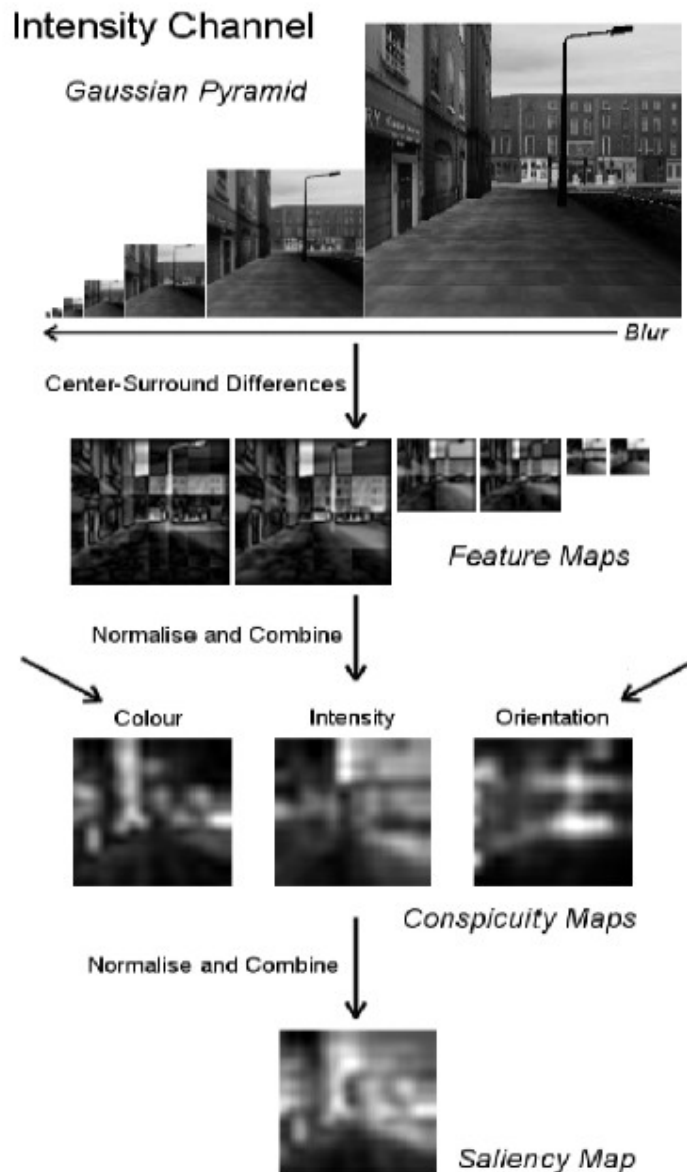 Intensity Channel
Gaussian Pyramid
RY
Blur
Center-Surround Differences
Feature Maps
Normalise and Combine
Colour Intensity Orientation
Conspicuity Maps
Normalise and Combine
Saliency Map